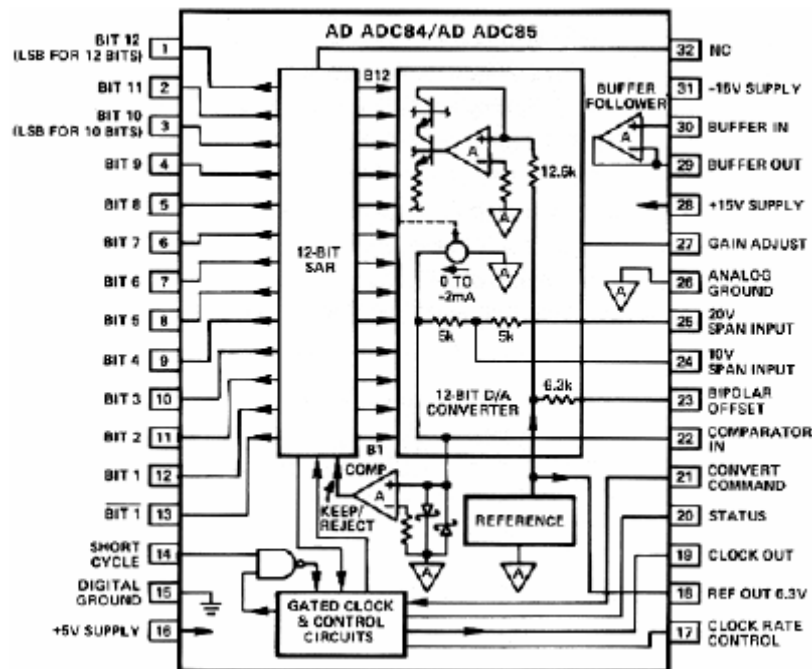 AD ADC84/AD ADC85
BIT 12
(LSB FOR 12 BITS)
1
BIT 11
2
BIT 10
(LSB FOR 10 BITS)
3
BIT 9
4
BIT 8
5
BIT 7
6
BIT 6
7
BIT 5
8
BIT 4
9
BIT 3
10
BIT 2
11
BIT 1
12
BIT 1
13
SHORT
CYCLE
14
DIGITAL
GROUND
15
+5V SUPPLY
16
12-BIT
SAR
B12
B1
A
12.6k
A
0 TO
-2mA
A
5k
5k
6.3k
12-BIT D/A
CONVERTER
COMP
A
KEEP/
REJECT
A
REFERENCE
A
GATED CLOCK
& CONTROL
CIRCUITS
BUFFER
FOLLOWER
A
A
32
NC
31
-15V SUPPLY
30
BUFFER IN
29
BUFFER OUT
28
+15V SUPPLY
27
GAIN ADJUST
26
ANALOG
GROUND
25
20V
SPAN INPUT
24
10V
SPAN INPUT
23
BIPOLAR
OFFSET
22
COMPARATOR
IN
21
CONVERT
COMMAND
20
STATUS
19
CLOCK OUT
18
REF OUT 6.3V
17
CLOCK RATE
CONTROL